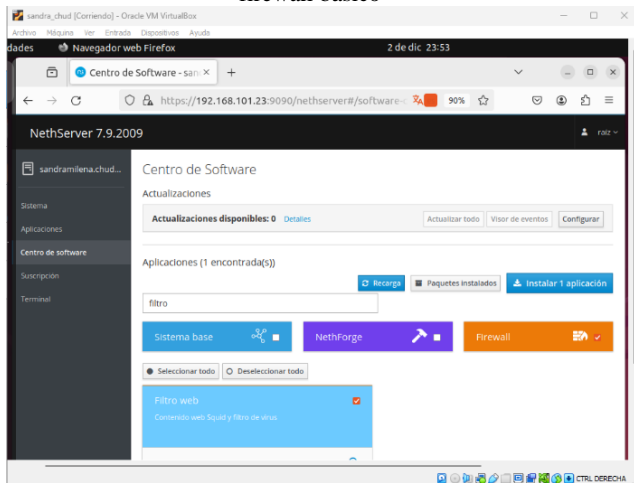 firewall básico
sandra_chud [Corriendo] - Oracle VM VirtualBox
Archivo Máquina Ver Entrada Dispositivos Ayuda
dades Navegador web Firefox 2 de dic 23:53
Centro de Software - san × +
https://192.168.101.23:9090/nethserver#/software-c 90%
NethServer 7.9.2009 raiz
sandramilena.chud...
Centro de Software
Actualizaciones
Sistema
Actualizaciones disponibles: 0 Detalles Actualizar todo Visor de eventos Configurar
Aplicaciones
Centro de software
Aplicaciones (1 encontrada(s))
Suscripción
Recarga Paquetes instalados Instalar 1 aplicación
Terminal
filtro
Sistema base NethForge Firewall
Seleccionar todo Deseleccionar todo
Filtro web
Contenido web Squid y filtro de virus.
CTRL DERECHA